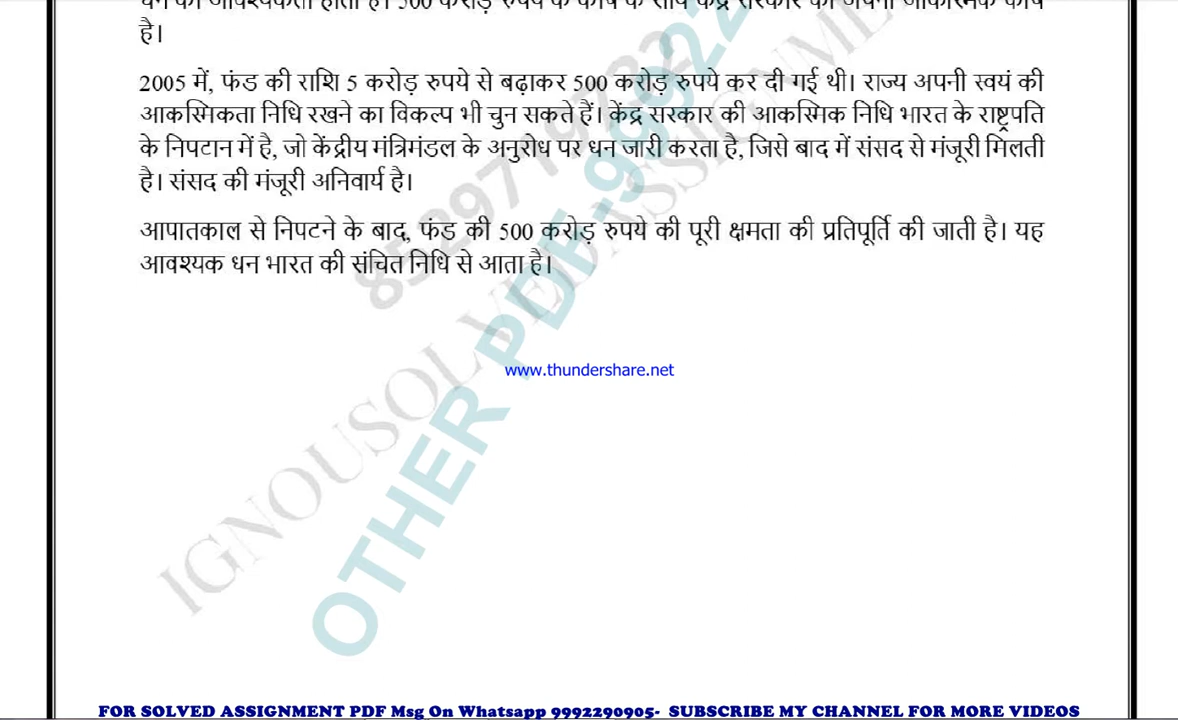 है।
2005 में, फंड की राशि 5 करोड़ रुपये से बढ़ाकर 500 करोड़ रुपये कर दी गई थी। राज्य अपनी स्वयं की
आकस्मिकता निधि रखने का विकल्प भी चुन सकते हैं। केंद्र सरकार की आकस्मिक निधि भारत के राष्ट्रपति
के निपटान में है, जो केंद्रीय मंत्रिमंडल के अनुरोध पर धन जारी करता है, जिसे बाद में संसद से मंजूरी मिलती
है। संसद की मंजूरी अनिवार्य है।
आपातकाल से निपटने के बाद, फंड की 500 करोड़ रुपये की पूरी क्षमता की प्रतिपूर्ति की जाती है। यह
आवश्यक धन भारत की संचित निधि से आता है।
www.thundershare.net
OTHER PDF-99922
FOR SOLVED ASSIGNMENT PDF Msg On Whatsapp 9992290905- SUBSCRIBE MY CHANNEL FOR MORE VIDEOS